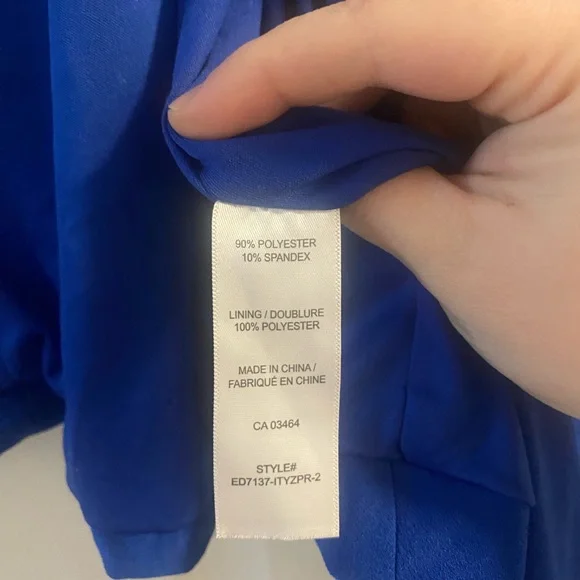 90% POLYESTER
10% SPANDEX
LINING / DOUBLURE
100% POLYESTER
MADE IN CHINA /
FABRIQUÉ EN CHINE
CA 03464
STYLE#
ED7137-ITYZPR-2